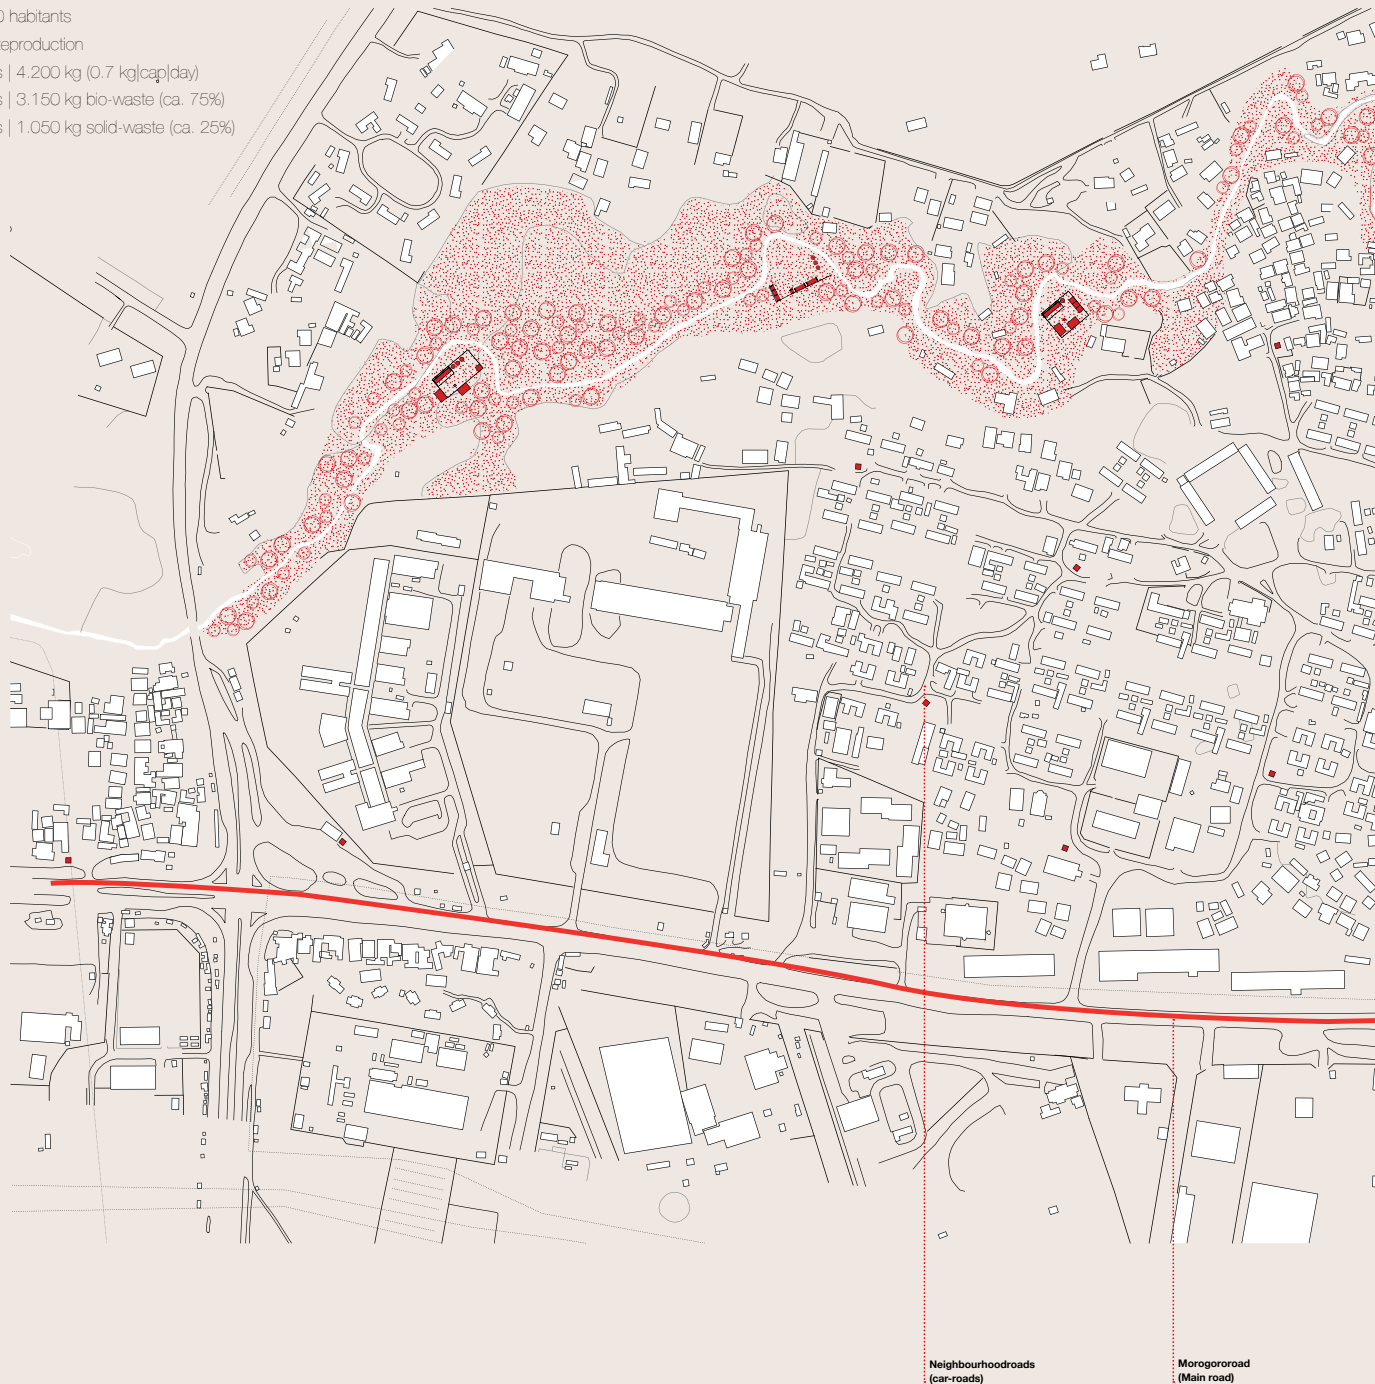 0 habitants
eproduction
s | 4.200 kg (0.7 kg|cap|day)
s | 3.150 kg bio-waste (ca. 75%)
s | 1.050 kg solid-waste (ca. 25%)
Neighbourhoodroads
(car-roads)
Morogororoad
(Main road)